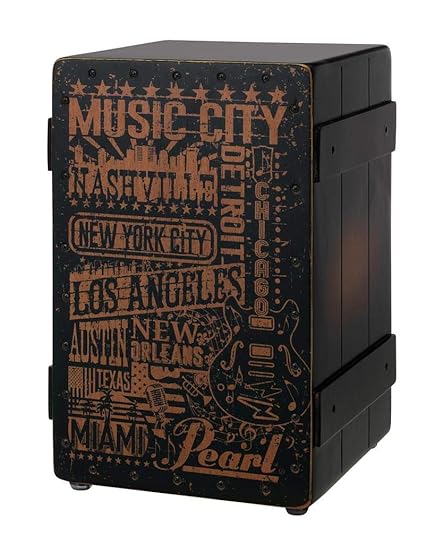 MUSIC CITY
NASHVILLE
DETROIT
CHICAGO
NEW YORK CITY
LOS ANGELES
AUSTIN
TEXAS
NEW
ORLEANS
MIAMI
Pearl